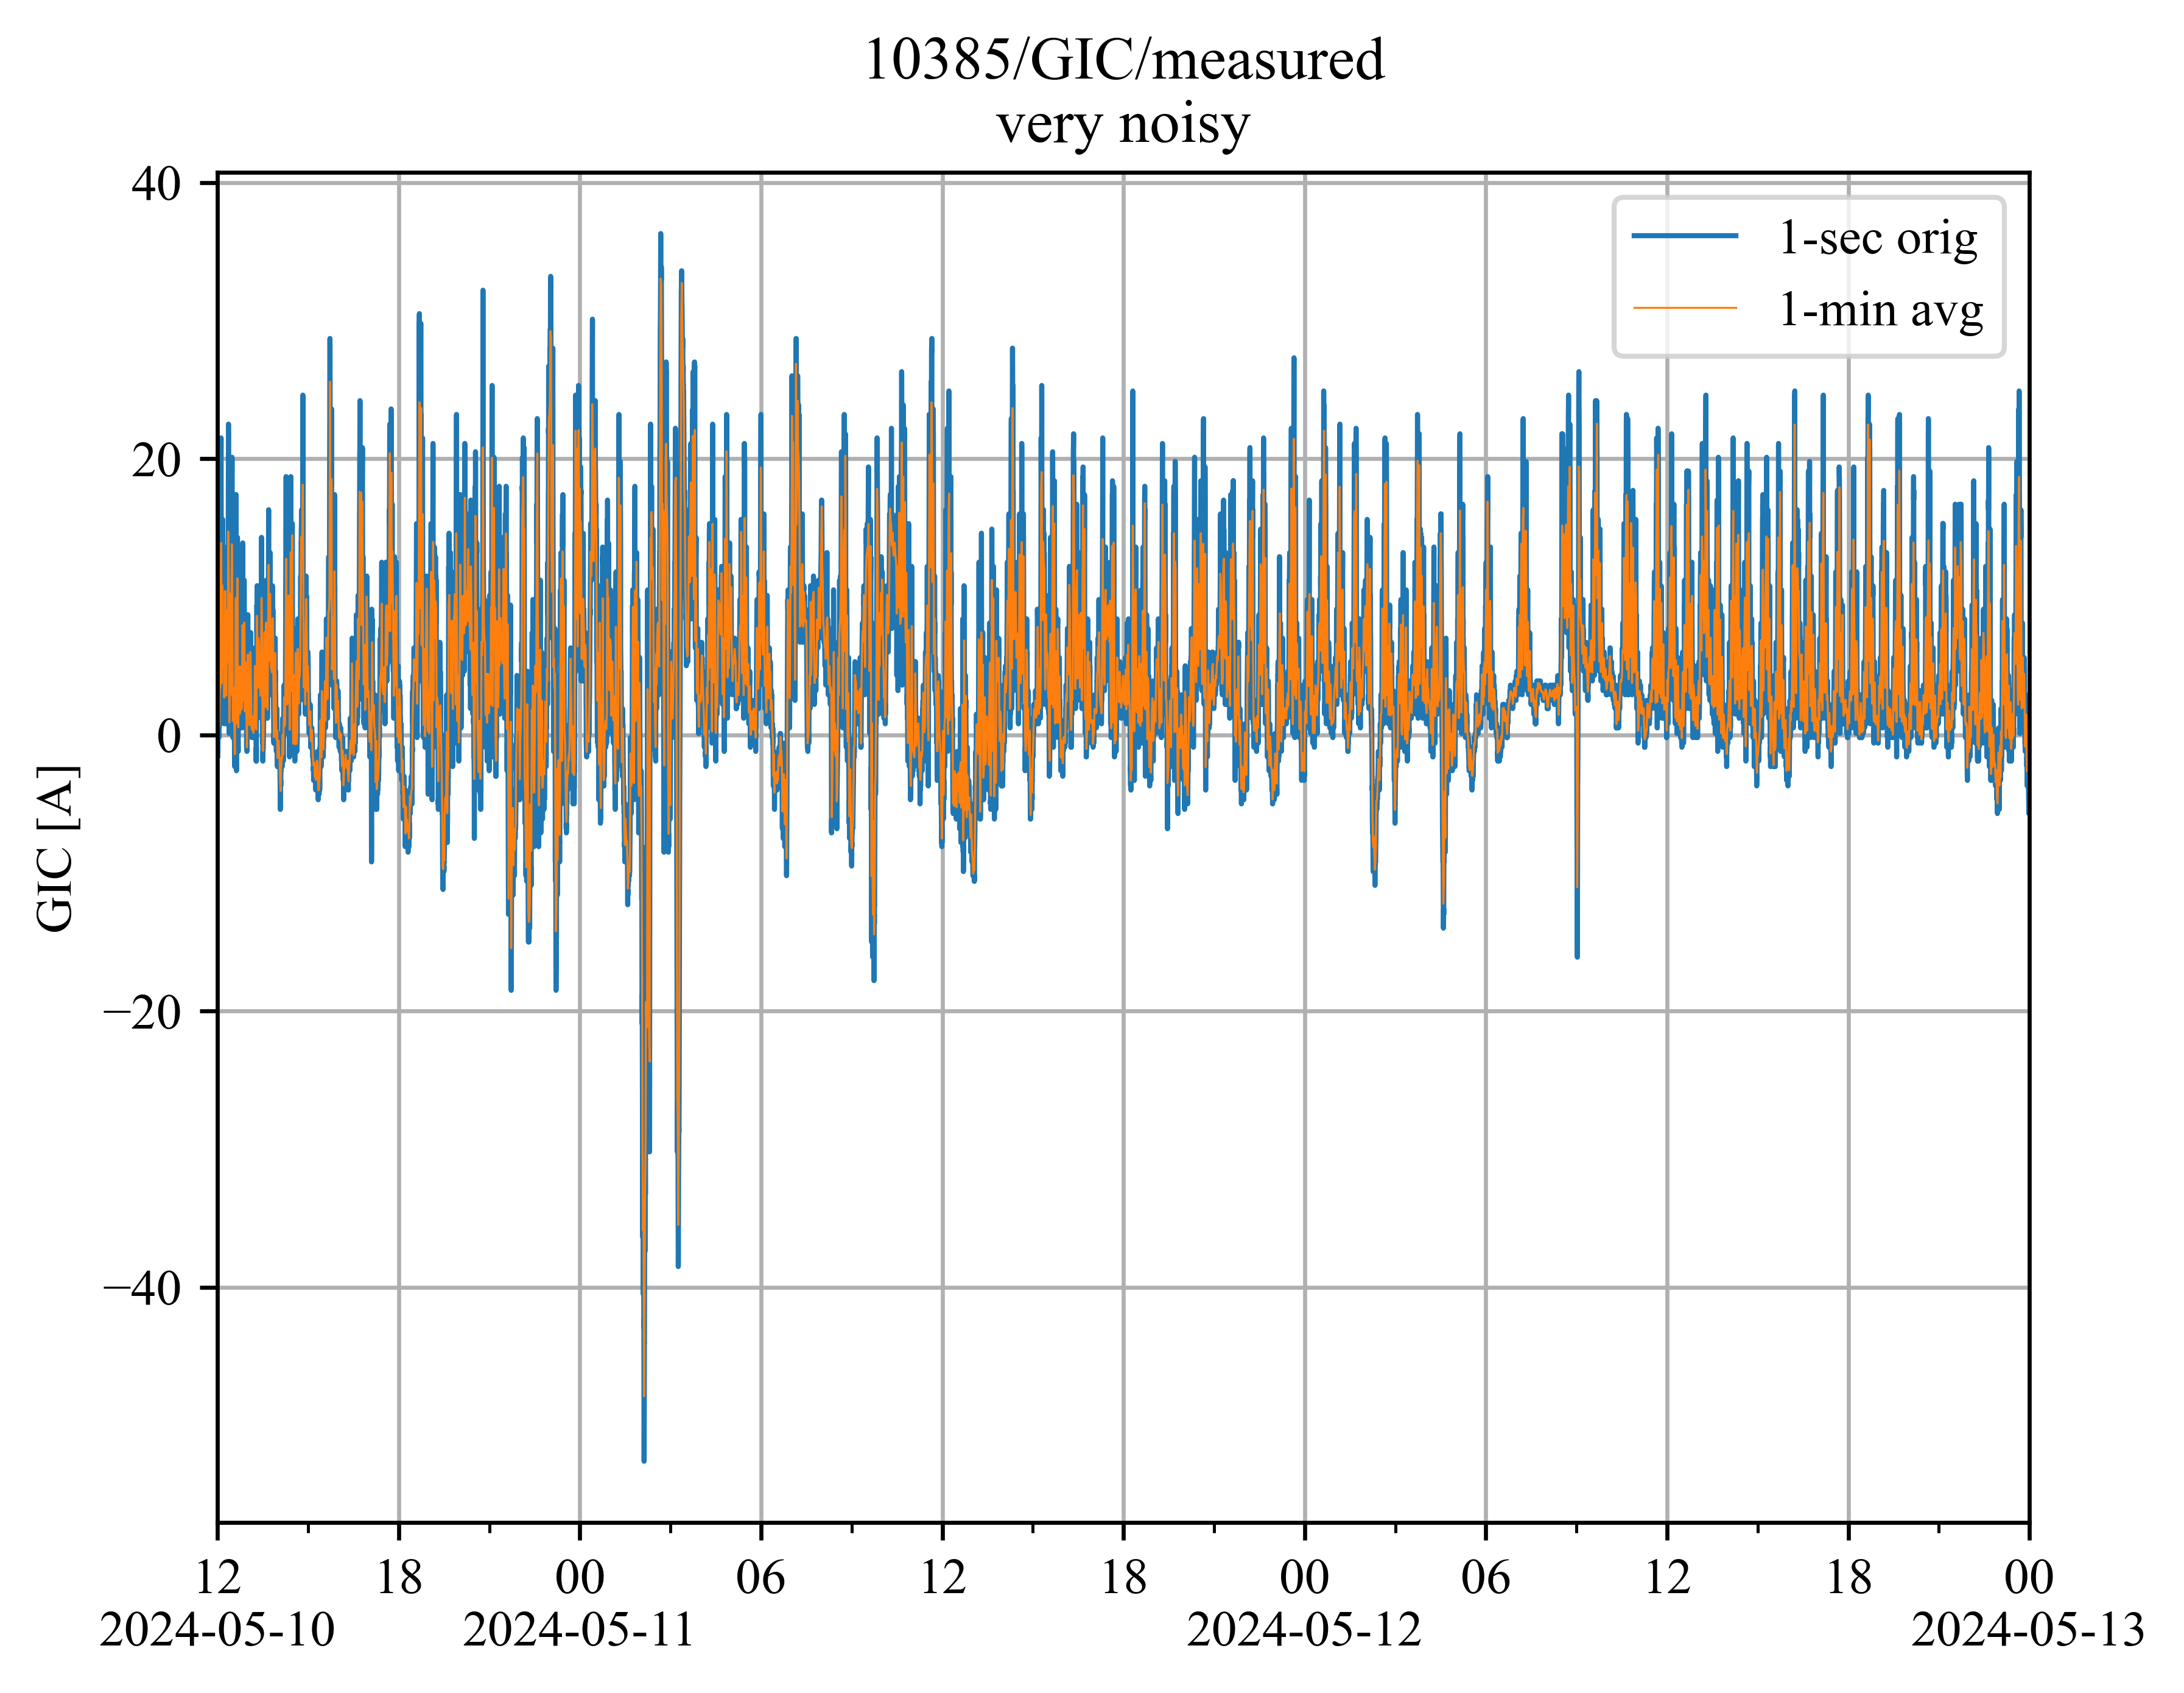 10385/GIC/measured
very noisy
40
20
0
−20
−40
GIC [A]
1-sec orig
1-min avg
12 18 00 06 12 18 00 06 12 18 00
2024-05-10 2024-05-11 2024-05-12 2024-05-13